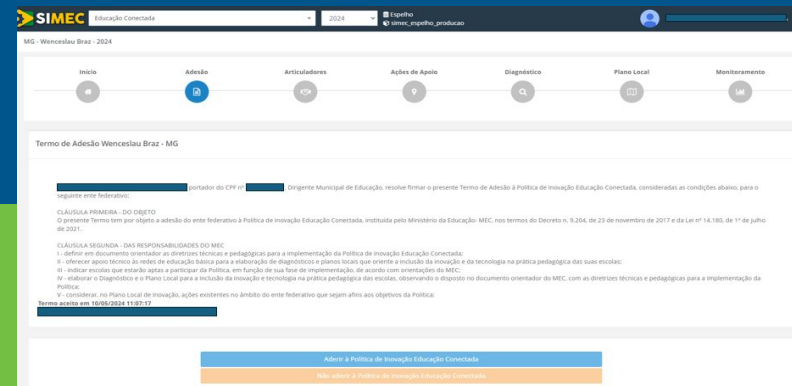 SIMEC Educação Conectada 2024 Espelho
simec_espelho_producao
MG - Wenceslau Braz - 2024
Início Adesão Articuladores Ações de Apoio Diagnóstico Plano Local Monitoramento
Termo de Adesão Wenceslau Braz - MG
portador do CPF nº , Dirigente Municipal de Educação, resolve firmar o presente Termo de Adesão à Política de Inovação Educação Conectada, consideradas as condições abaixo, para o
seguinte ente federativo:
CLÁUSULA PRIMEIRA - DO OBJETO
O presente Termo tem por objeto a adesão do ente federativo à Política de Inovação Educação Conectada, instituída pelo Ministério da Educação- MEC, nos termos do Decreto n. 9.204, de 23 de novembro de 2017 e da Lei nº 14.180, de 1º de julho
de 2021.
CLÁUSULA SEGUNDA - DAS RESPONSABILIDADES DO MEC
I - definir em documento orientador as diretrizes técnicas e pedagógicas para a implementação da Política de Inovação Educação Conectada;
II - oferecer apoio técnico às redes de educação básica para a elaboração de diagnósticos e planos locais que oriente a inclusão da inovação e da tecnologia na prática pedagógica das suas escolas;
III - indicar escolas que estarão aptas a participar da Política, em função de sua fase de implementação, de acordo com orientações do MEC;
IV - elaborar o Diagnóstico e o Plano Local para a inclusão da inovação e tecnologia na prática pedagógica das escolas, observando o disposto no documento orientador do MEC, com as diretrizes técnicas e pedagógicas para a implementação da
Política;
V - considerar, no Plano Local de Inovação, ações existentes no âmbito do ente federativo que sejam afins aos objetivos da Política;
Termo aceito em 10/05/2024 11:07:17
Aderir à Política de Inovação Educação Conectada
Não aderir à Política de Inovação Educação Conectada